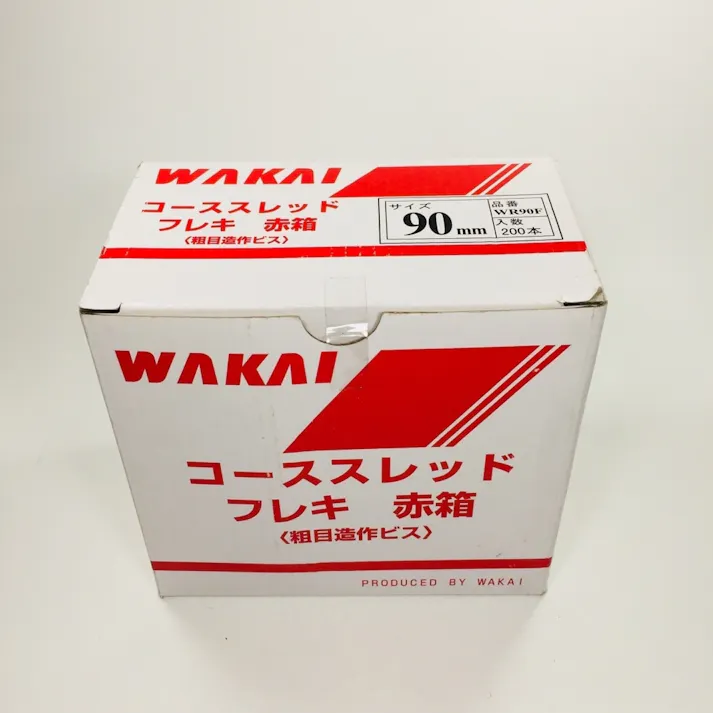 WAKAI
コーススレッド
フレキ 赤箱
〈粗目造作ビス〉
サイズ
90mm
品番
WR90F
入数
200本
WAKAI
コーススレッド
フレキ 赤箱
〈粗目造作ビス〉
PRODUCED BY WAKAI